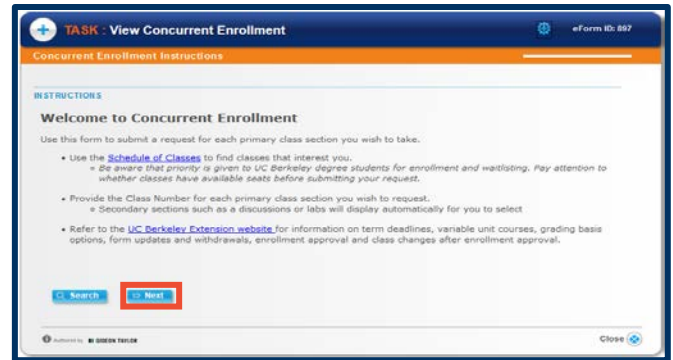 TASK : View Concurrent Enrollment
eForm ID: 897
Concurrent Enrollment Instructions
INSTRUCTIONS
Welcome to Concurrent Enrollment
Use this form to submit a request for each primary class section you wish to take.
• Use the Schedule of Classes to find classes that interest you.
Be aware that priority is given to UC Berkeley degree students for enrollment and waitlisting. Pay attention to
whether classes have available seats before submitting your request.
• Provide the Class Number for each primary class section you wish to request.
Secondary sections such as a discussions or labs will display automatically for you to select
• Refer to the UC Berkeley Extension website for information on term deadlines, variable unit courses, grading basis
options, form updates and withdrawals, enrollment approval and class changes after enrollment approval.
Search
Next
Authored by GIDEON TAYLOR
Close